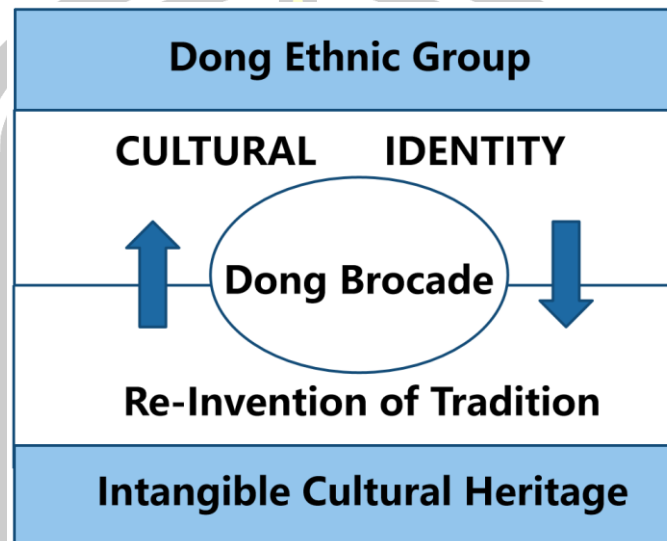 Dong Ethnic Group
CULTURAL IDENTITY
Dong Brocade
Re-Invention of Tradition
Intangible Cultural Heritage